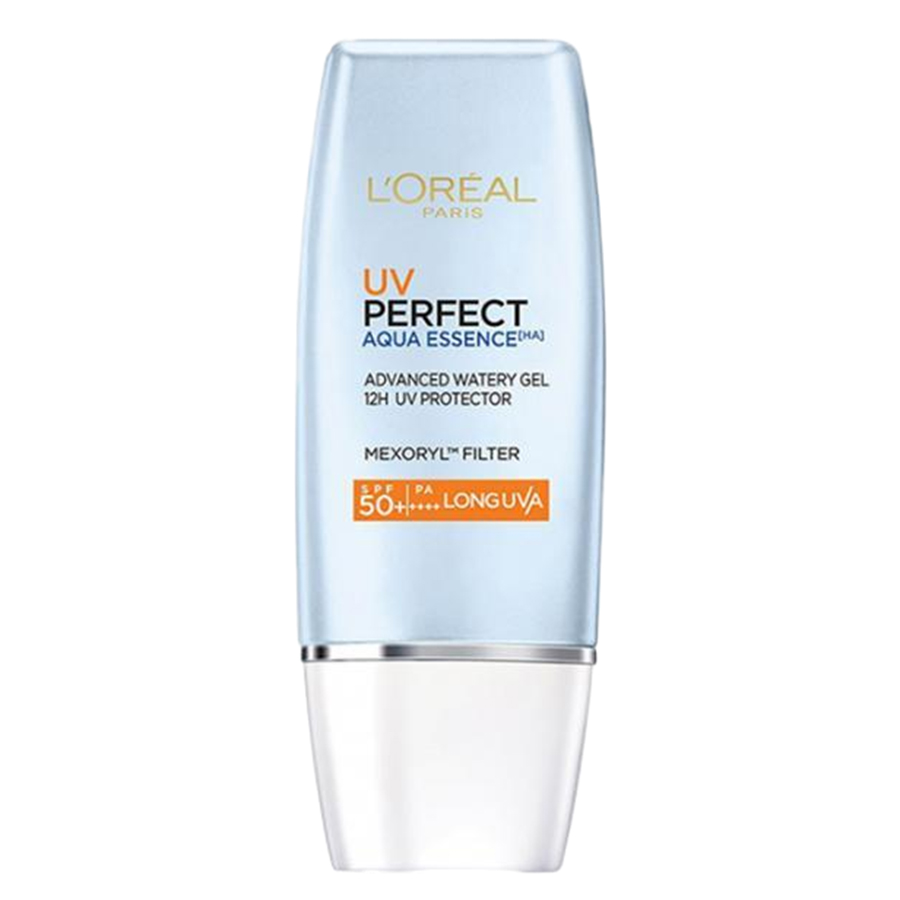 L'ORÉAL
PARIS
UV
PERFECT
AQUA ESSENCE[HA]
ADVANCED WATERY GEL
12H UV PROTECTOR
MEXORYL™ FILTER
SPF 50+ PA ++++ LONG UVA